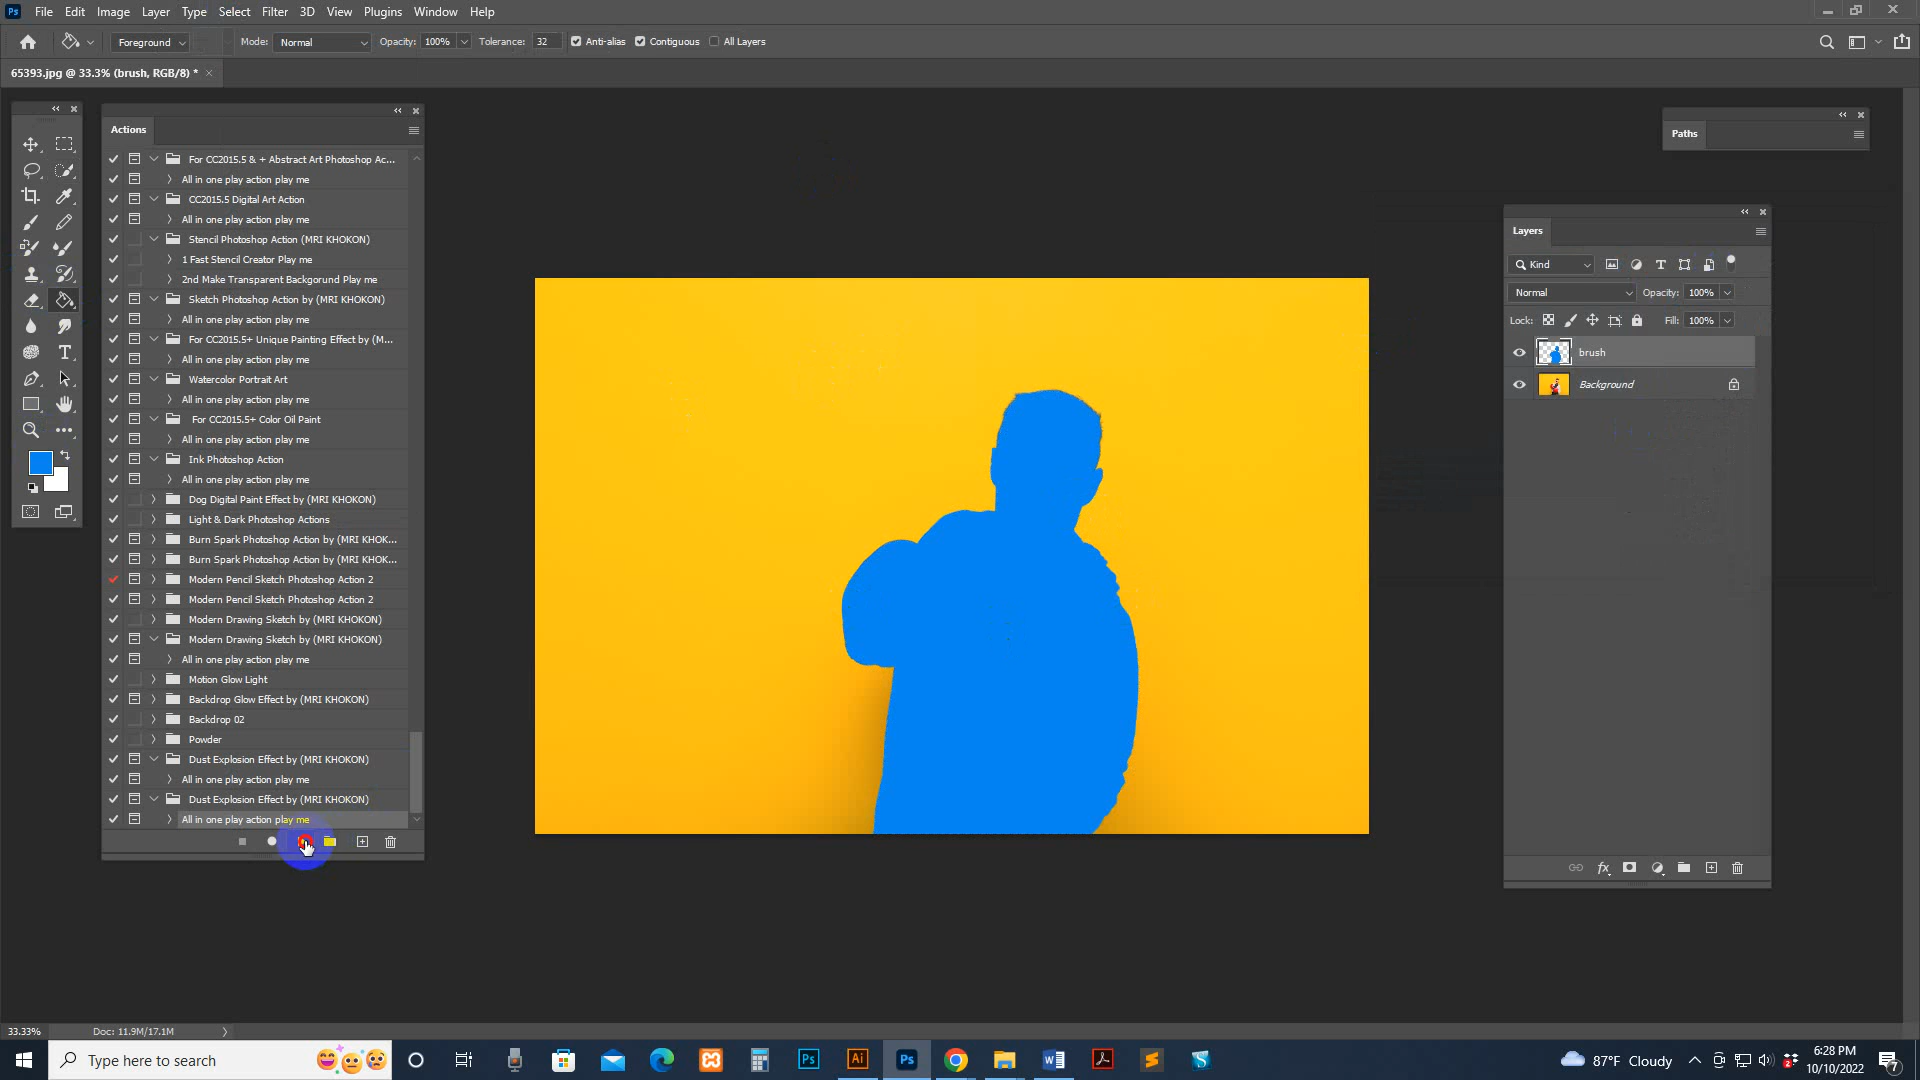 Ps File Edit Image Layer Type Select Filter 3D View Plugins Window Help
Foreground Mode: Normal Opacity: 100% Tolerance: 32 Anti-alias Contiguous All Layers
65393.jpg @ 33.3% (brush, RGB/8) *
Actions
For CC2015.5 & + Abstract Art Photoshop Ac...
All in one play action play me
CC2015.5 Digital Art Action
All in one play action play me
Stencil Photoshop Action (MRI KHOKON)
1 Fast Stencil Creator Play me
2nd Make Transparent Backgorund Play me
Sketch Photoshop Action by (MRI KHOKON)
All in one play action play me
For CC2015.5+ Unique Painting Effect by (M...
All in one play action play me
Watercolor Portrait Art
All in one play action play me
For CC2015.5+ Color Oil Paint
All in one play action play me
Ink Photoshop Action
All in one play action play me
Dog Digital Paint Effect by (MRI KHOKON)
Light & Dark Photoshop Actions
Burn Spark Photoshop Action by (MRI KHOK...
Burn Spark Photoshop Action by (MRI KHOK...
Modern Pencil Sketch Photoshop Action 2
Modern Pencil Sketch Photoshop Action 2
Modern Drawing Sketch by (MRI KHOKON)
Modern Drawing Sketch by (MRI KHOKON)
All in one play action play me
Motion Glow Light
Backdrop Glow Effect by (MRI KHOKON)
Backdrop 02
Powder
Dust Explosion Effect by (MRI KHOKON)
All in one play action play me
Dust Explosion Effect by (MRI KHOKON)
All in one play action play me
Paths
Layers
Kind
Normal Opacity: 100%
Lock: Fill: 100%
brush
Background
33.33% Doc: 11.9M/17.1M
Type here to search
Ps Ai Ps
87°F Cloudy
6:28 PM
10/10/2022
7